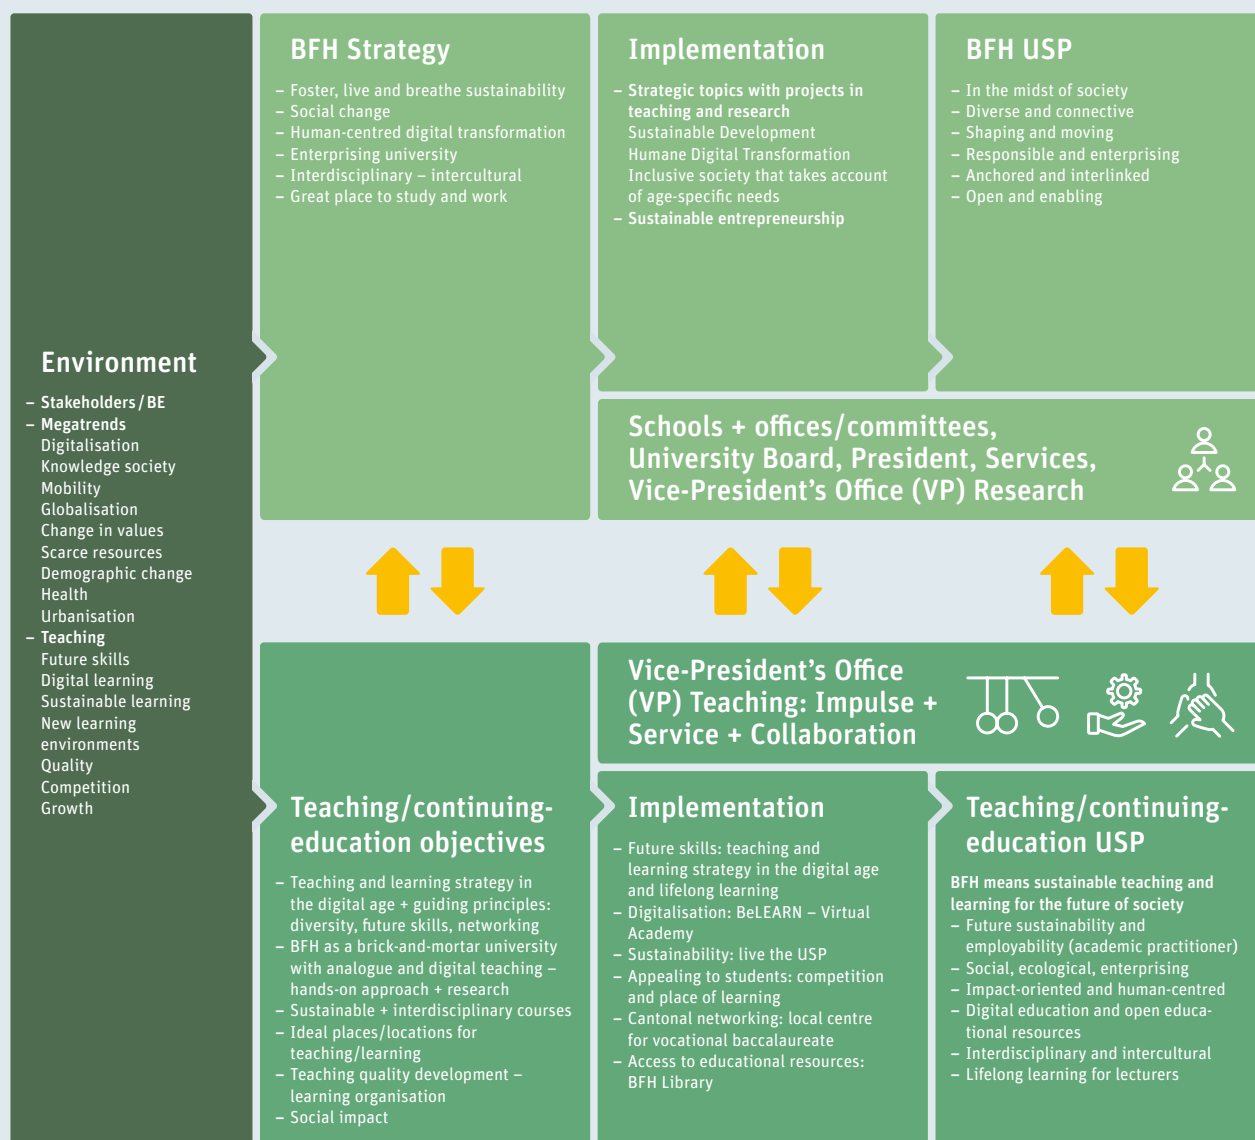 Environment
– Stakeholders / BE
– Megatrends
Digitalisation
Knowledge society
Mobility
Globalisation
Change in values
Scarce resources
Demographic change
Health
Urbanisation
– Teaching
Future skills
Digital learning
Sustainable learning
New learning
environments
Quality
Competition
Growth
BFH Strategy
– Foster, live and breathe sustainability
– Social change
– Human-centred digital transformation
– Enterprising university
– Interdisciplinary – intercultural
– Great place to study and work
Implementation
– Strategic topics with projects in
teaching and research
Sustainable Development
Humane Digital Transformation
Inclusive society that takes account
of age-specific needs
– Sustainable entrepreneurship
BFH USP
– In the midst of society
– Diverse and connective
– Shaping and moving
– Responsible and enterprising
– Anchored and interlinked
– Open and enabling
Schools + offices/committees,
University Board, President, Services,
Vice-President’s Office (VP) Research
Vice-President’s Office
(VP) Teaching: Impulse +
Service + Collaboration
Teaching/continuing-
education objectives
– Teaching and learning strategy in
the digital age + guiding principles:
diversity, future skills, networking
– BFH as a brick-and-mortar university
with analogue and digital teaching –
hands-on approach + research
– Sustainable + interdisciplinary courses
– Ideal places/locations for
teaching/learning
– Teaching quality development –
learning organisation
– Social impact
Implementation
– Future skills: teaching and
learning strategy in the digital age
and lifelong learning
– Digitalisation: BeLEARN – Virtual
Academy
– Sustainability: live the USP
– Appealing to students: competition
and place of learning
– Cantonal networking: local centre
for vocational baccalaureate
– Access to educational resources:
BFH Library
Teaching/continuing-
education USP
BFH means sustainable teaching and
learning for the future of society
– Future sustainability and
employability (academic practitioner)
– Social, ecological, enterprising
– Impact-oriented and human-centred
– Digital education and open educa-
tional resources
– Interdisciplinary and intercultural
– Lifelong learning for lecturers